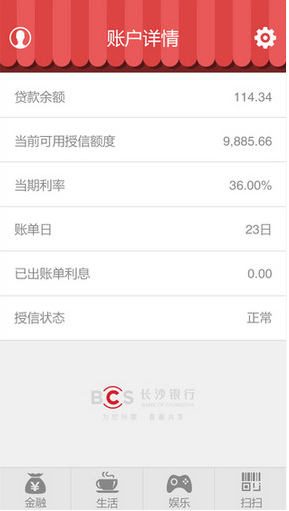 账户详情
贷款余额 114.34
当前可用授信额度 9,885.66
当期利率 36.00%
账单日 23日
已出账单利息 0.00
授信状态 正常
BCS 长沙银行
BANK OF CHANGSHA
金融 生活 娱乐 扫扫